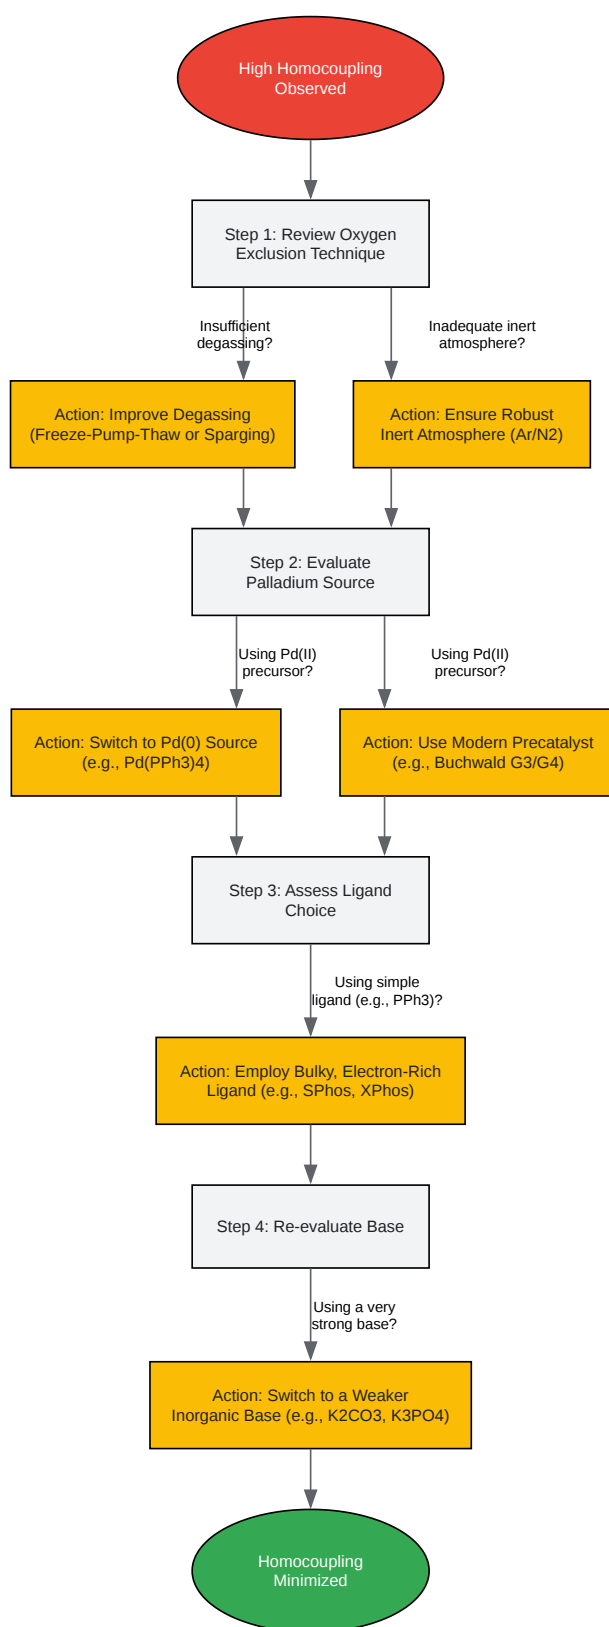 High Homocoupling
Observed
Step 1: Review Oxygen
Exclusion Technique
Insufficient
degassing?
Inadequate inert
atmosphere?
Action: Improve Degassing
(Freeze-Pump-Thaw or Sparging)
Action: Ensure Robust
Inert Atmosphere (Ar/N2)
Step 2: Evaluate
Palladium Source
Using Pd(II)
precursor?
Using Pd(II)
precursor?
Action: Switch to Pd(0) Source
(e.g., Pd(PPh3)4)
Action: Use Modern Precatalyst
(e.g., Buchwald G3/G4)
Step 3: Assess Ligand
Choice
Using simple
ligand (e.g., PPh3)?
Action: Employ Bulky, Electron-Rich
Ligand (e.g., SPhos, XPhos)
Step 4: Re-evaluate Base
Using a very
strong base?
Action: Switch to a Weaker
Inorganic Base (e.g., K2CO3, K3PO4)
Homocoupling
Minimized